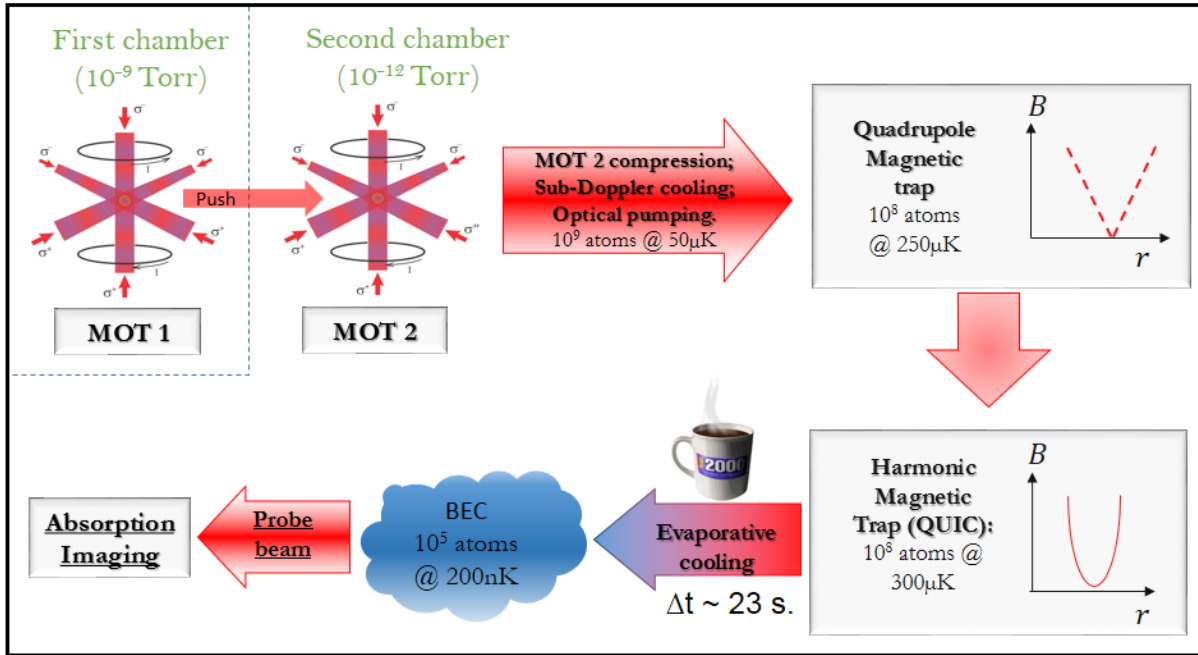 First chamber
(10⁻⁹ Torr)
Second chamber
(10⁻¹² Torr)
σ⁻
σ⁻
σ⁻
I
σ⁺
σ⁺
I
σ⁺
MOT 1
Push
σ⁻
σ⁻
σ⁻
I
σ⁺
I
σ⁺
MOT 2
MOT 2 compression;
Sub-Doppler cooling;
Optical pumping.
10⁹ atoms @ 50μK
Quadrupole
Magnetic
trap
10⁸ atoms
@ 250μK
B
r
Harmonic
Magnetic
Trap (QUIC):
10⁸ atoms @
300μK
B
r
2000
Evaporative
cooling
Δt ~ 23 s.
BEC
10⁵ atoms
@ 200nK
Probe
beam
Absorption
Imaging